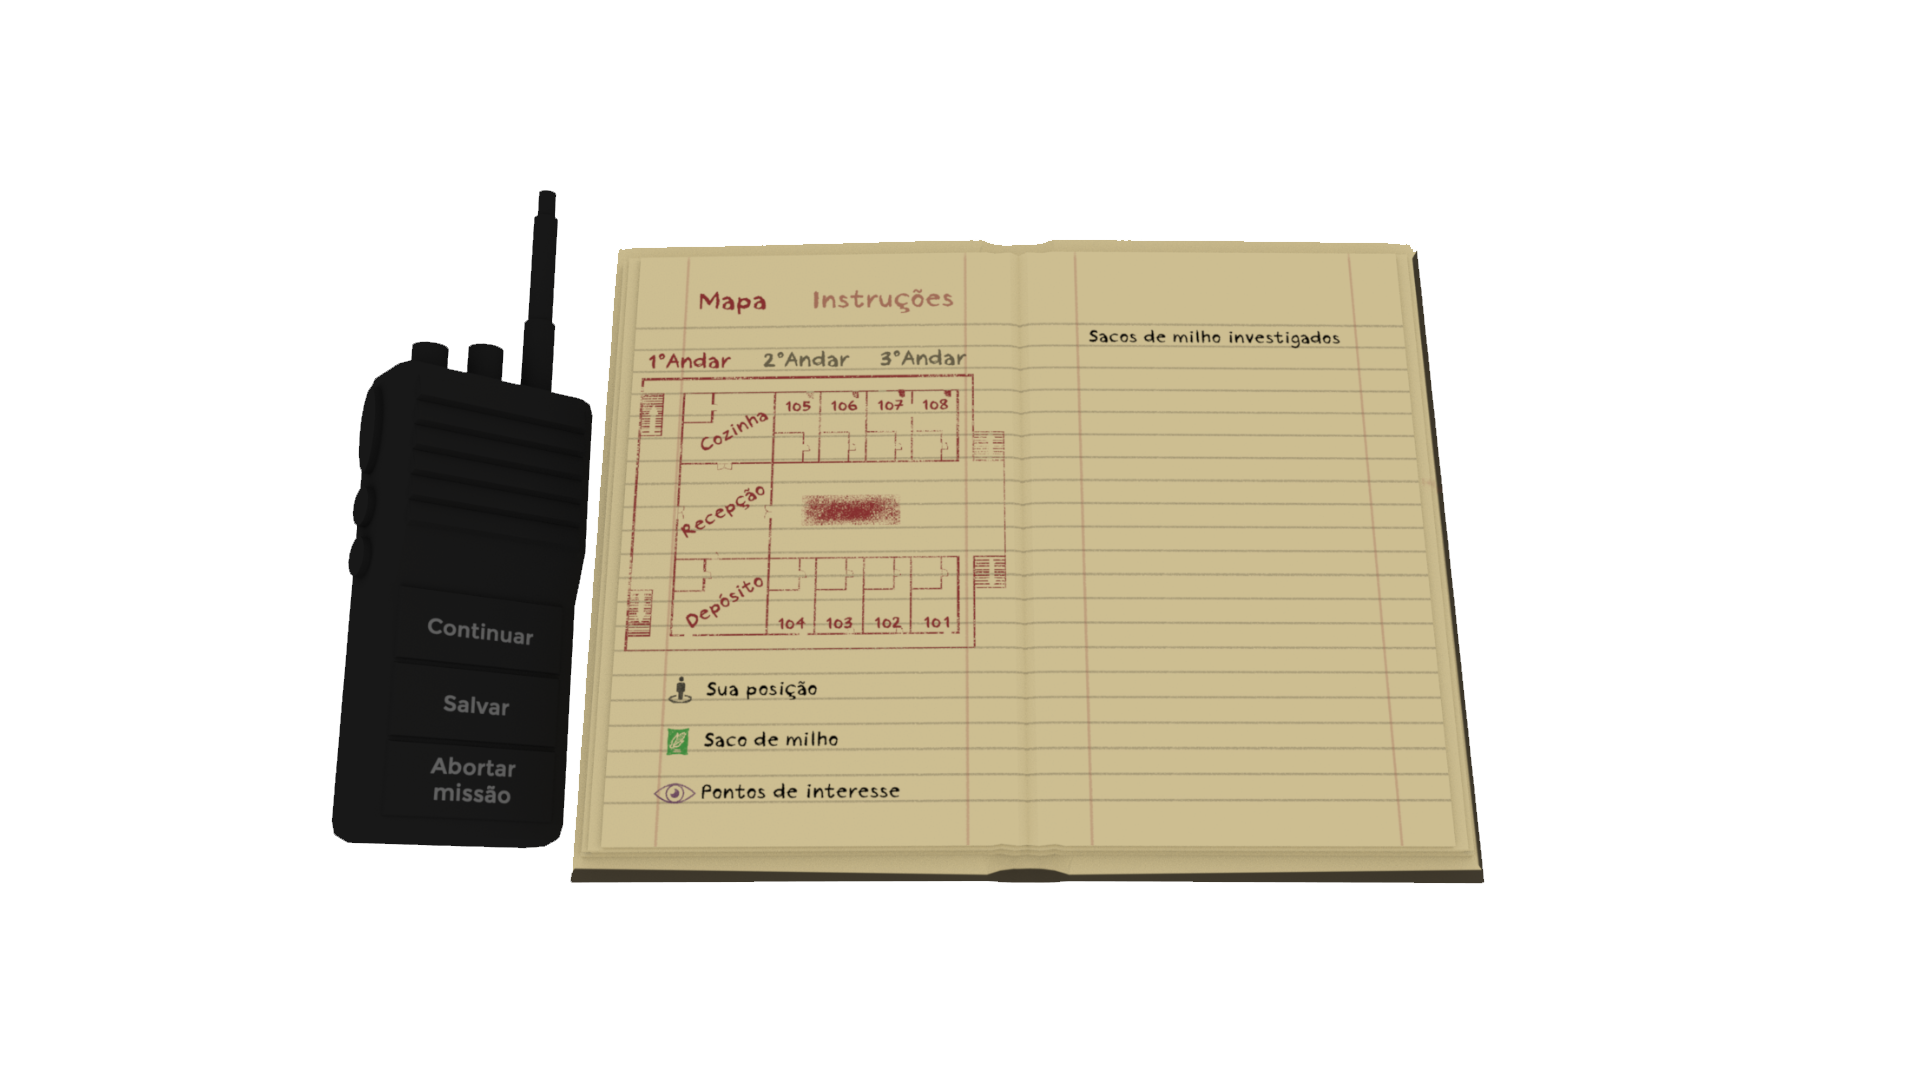 Continuar
Salvar
Abortar
missão
Mapa Instruções
1°Andar 2°Andar 3°Andar
Cozinha 105 106 107 108
Recepção
Depósito 104 103 102 101
Sua posição
Saco de milho
Pontos de interesse
Sacos de milho investigados